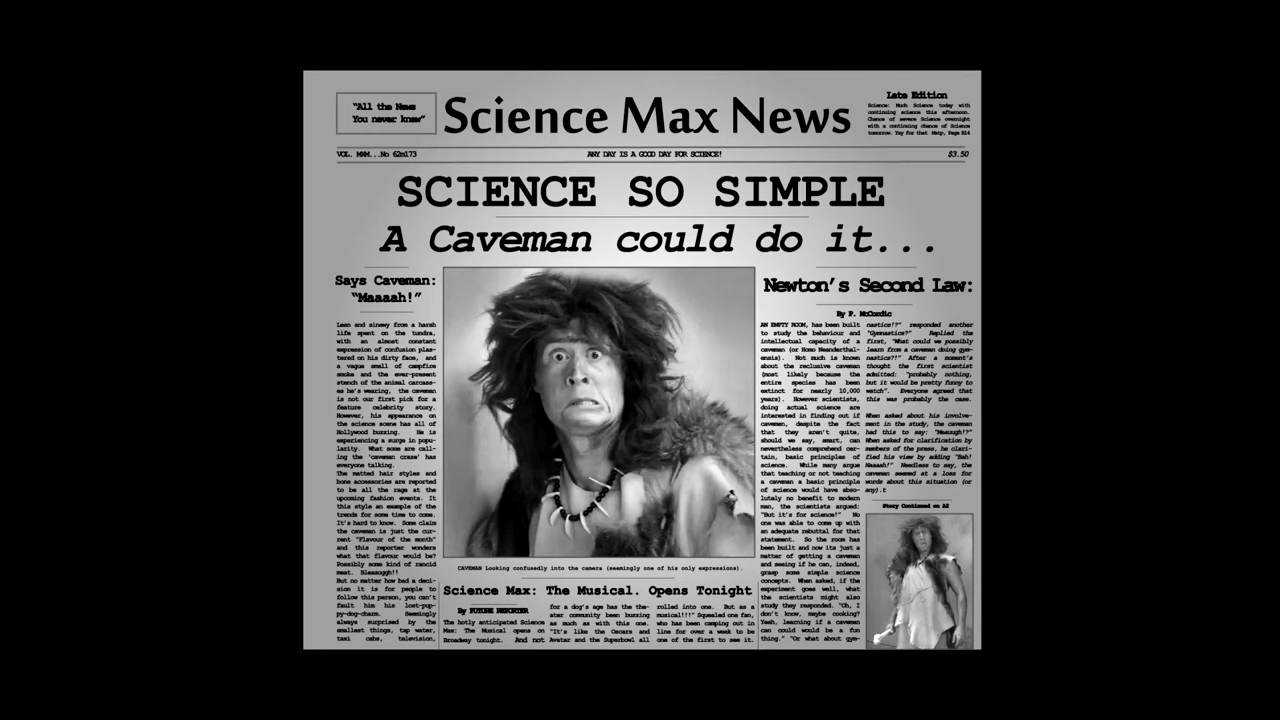 "All the News
You never knew"
Science Max News
Late Edition
Science: Much Science today with
continuing science this afternoon.
Chance of severe Science overnight
with a continuing chance of Science
tomorrow. Yay for that Matp, Page B14
VOL. MXM...No 62m173
ANY DAY IS A GOOD DAY FOR SCIENCE!
$3.50
SCIENCE SO SIMPLE
A Caveman could do it...
Says Caveman:
"Maaaah!"
Lean and sinewy from a harsh
life spent on the tundra,
with an almost constant
expression of confusion plas-
tered on his dirty face, and
a vague smell of campfire
smoke and the ever-present
stench of the animal carcass-
es he's wearing, the caveman
is not our first pick for a
feature celebrity story.
However, his appearance on
the science scene has all of
Hollywood buzzing. He is
experiencing a surge in popu-
larity. What some are call-
ing the 'caveman craze' has
everyone talking.
The matted hair styles and
bone accessories are reported
to be all the rage at the
upcoming fashion events. It
this style an example of the
trends for some time to come.
It's hard to know. Some claim
the caveman is just the cur-
rent "Flavour of the month"
and this reporter wonders
what that flavour would be?
Possibly some kind of rancid
meat. Bleaaugh!!
But no matter how bad a deci-
sion it is for people to
follow this person, you can't
fault him his lost-pup-
py-dog-charm. Seemingly
always surprised by the
smallest things, tap water,
taxi cabs, television,
CAVEMAN Looking confusedly into the camera (seemingly one of his only expressions).
Science Max: The Musical. Opens Tonight
By FUTURE REPORTER
The hotly anticipated Science
Max: The Musical opens on
Broadway tonight. And not
for a dog's age has the the-
ater community been buzzing
as much as with this one.
"It's like the Oscars and
Avatar and the Superbowl all
rolled into one. But as a
musical!!!" Squealed one fan,
who has been camping out in
line for over a week to be
one of the first to see it.
Newton's Second Law:
By P. McCordic
AN EMPTY ROOM, has been built
to study the behaviour and
intellectual capacity of a
caveman (or Homo Neanderthal-
ensis). Not much is known
about the reclusive caveman
(most likely because the
entire species has been
extinct for nearly 10,000
years). However scientists,
doing actual science are
interested in finding out if
cavemen, despite the fact
that they aren't quite,
should we say, smart, can
nevertheless comprehend cer-
tain, basic principles of
science. While many argue
that teaching or not teaching
a caveman a basic principle
of science would have abso-
lutely no benefit to modern
man, the scientists argued:
"But it's for science!" No
one was able to come up with
an adequate rebuttal for that
statement. So the room has
been built and now its just a
matter of getting a caveman
and seeing if he can, indeed,
grasp some simple science
concepts. When asked, if the
experiment goes well, what
the scientists might also
study they responded. "Oh, I
don't know, maybe cooking?
Yeah, learning if a caveman
can could would be a fun
thing." "Or what about gym-
nastics!?" responded another
"Gymnastics?" Replied the
first, "What could we possibly
learn from a caveman doing gym-
nastics?!" After a moment's
thought the first scientist
admitted: "probably nothing,
but it would be pretty funny to
watch". Everyone agreed that
this was probably the case.
When asked about his involve-
ment in the study, the caveman
had this to say: "Maauugh!?"
When asked for clarification by
members of the press, he clari-
fied his view by adding "Bah!
Naaaah!" Needless to say, the
caveman seemed at a loss for
words about this situation (or
any).t
Story Continued on A2